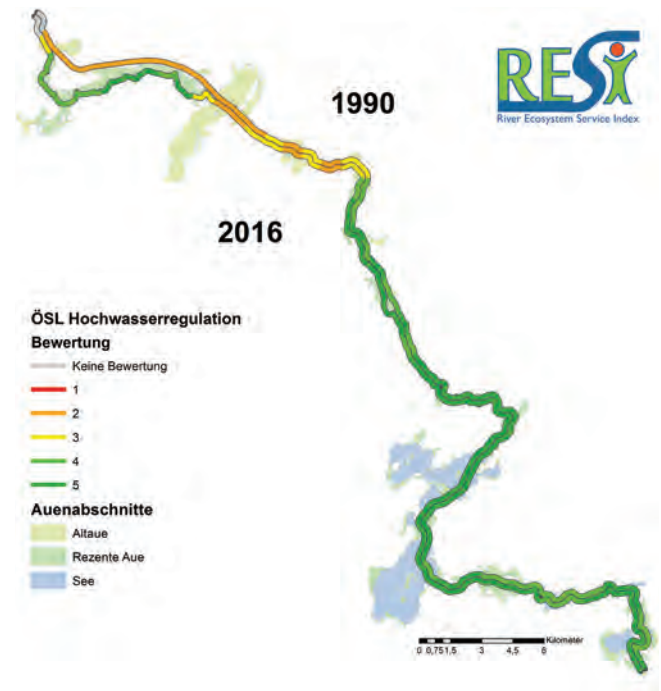 RESI
River Ecosystem Service Index
1990
2016
ÖSL Hochwasserregulation
Bewertung
Keine Bewertung
1
2
3
4
5
Auenabschnitte
Altaue
Rezente Aue
See
Kilometer
0 0,75 1,5 3 4,5 6